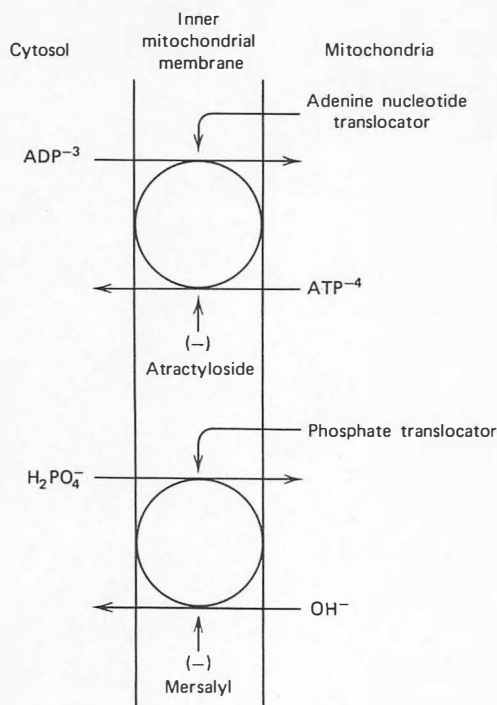 Cytosol
Inner
mitochondrial
membrane
Mitochondria
Adenine nucleotide
translocator
ADP⁻³
ATP⁻⁴
(−)
Atractyloside
Phosphate translocator
H₂PO₄⁻
OH⁻
(−)
Mersalyl